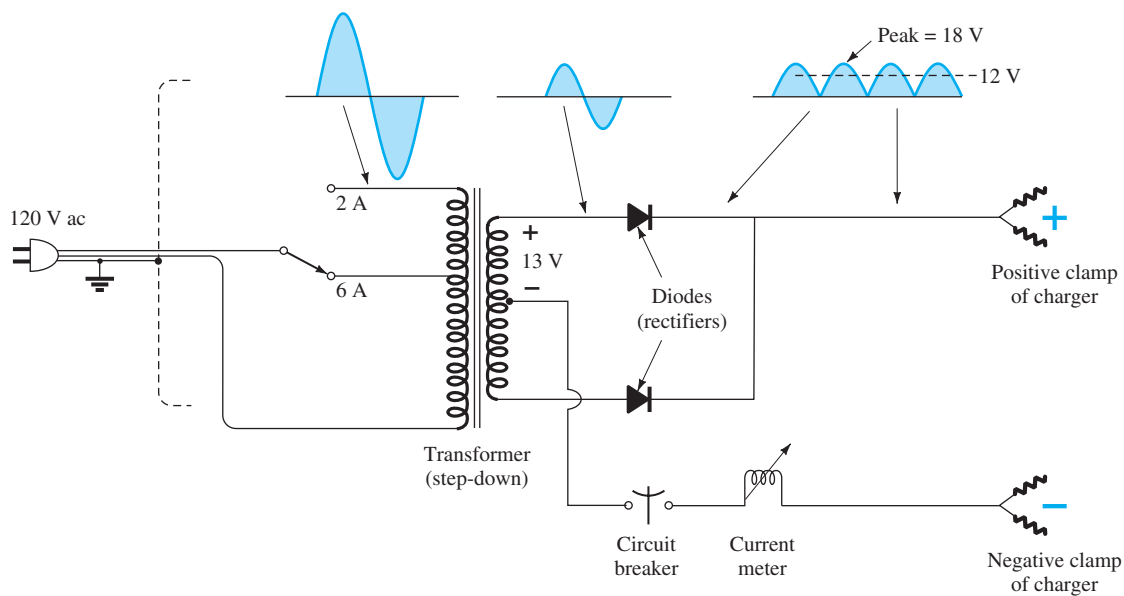 Peak = 18 V
12 V
120 V ac
2 A
6 A
+
13 V
−
Diodes
(rectifiers)
+
Positive clamp
of charger
Transformer
(step-down)
Circuit
breaker
Current
meter
−
Negative clamp
of charger